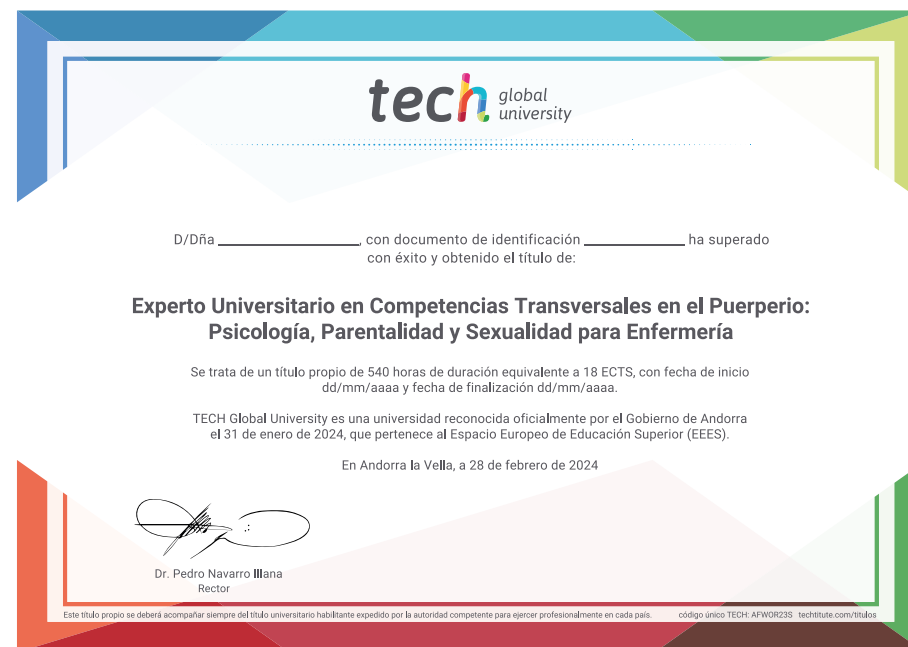 tech global
university
D/Dña ______________, con documento de identificación __________ ha superado
con éxito y obtenido el título de:
Experto Universitario en Competencias Transversales en el Puerperio:
Psicología, Parentalidad y Sexualidad para Enfermería
Se trata de un título propio de 540 horas de duración equivalente a 18 ECTS, con fecha de inicio
dd/mm/aaaa y fecha de finalización dd/mm/aaaa.
TECH Global University es una universidad reconocida oficialmente por el Gobierno de Andorra
el 31 de enero de 2024, que pertenece al Espacio Europeo de Educación Superior (EEES).
En Andorra la Vella, a 28 de febrero de 2024
Dr. Pedro Navarro Illana
Rector
Este título propio se deberá acompañar siempre del título universitario habilitante expedido por la autoridad competente para ejercer profesionalmente en cada país. código único TECH: AFWOR23S techtitute.com/titulos